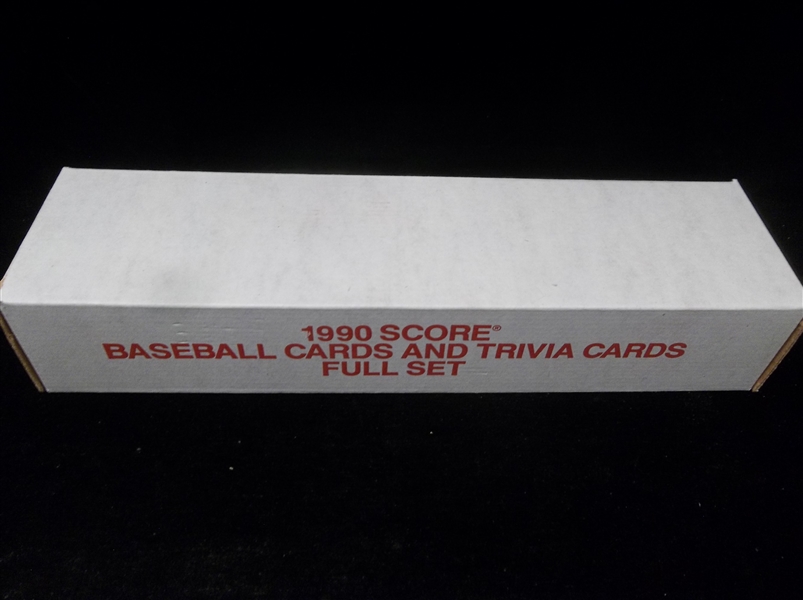 1990 SCORE®
BASEBALL CARDS AND TRIVIA CARDS
FULL SET